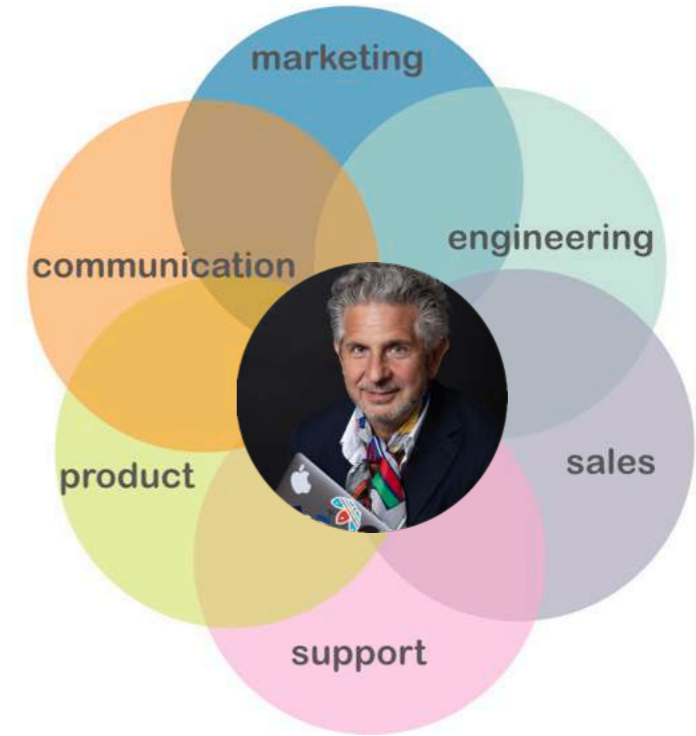 marketing
engineering
communication
product
sales
support